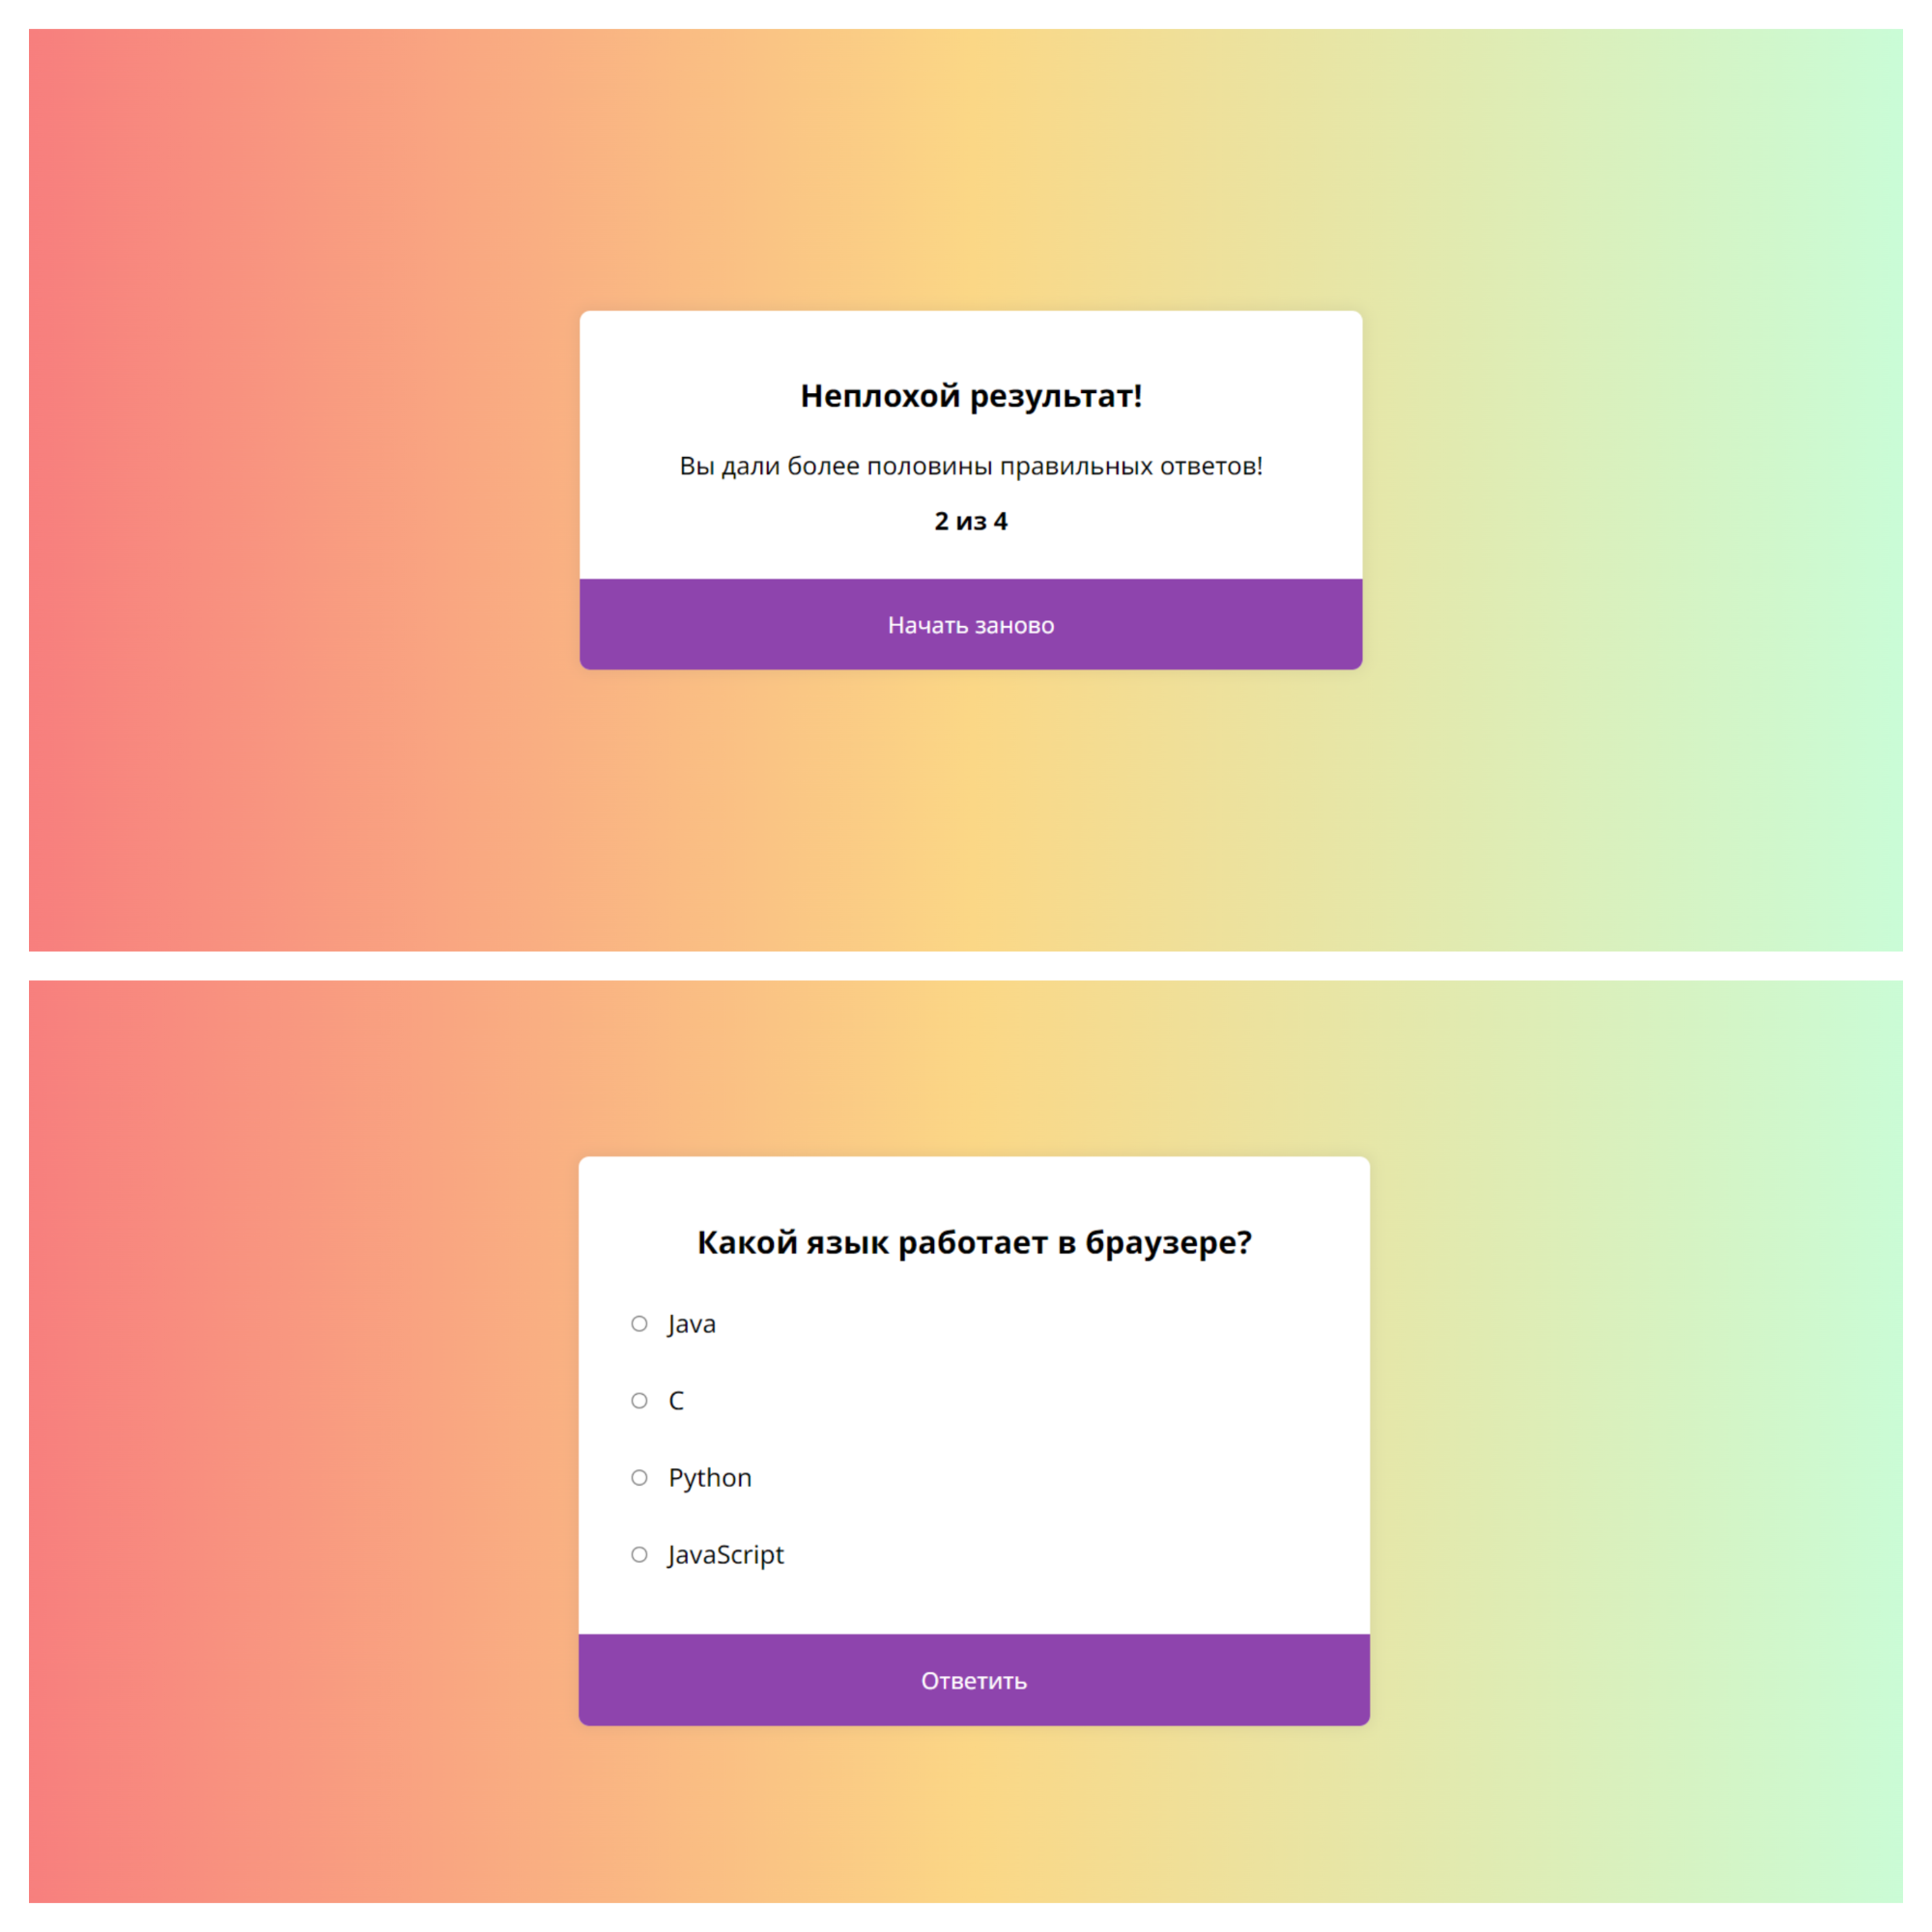 Неплохой результат!
Вы дали более половины правильных ответов!
2 из 4
Начать заново
Какой язык работает в браузере?
Java
C
Python
JavaScript
Ответить